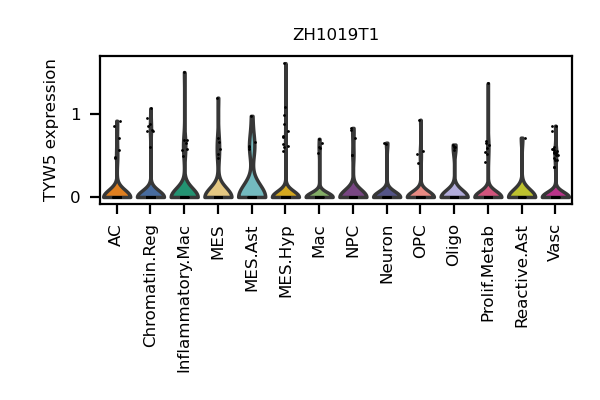 ZH1019T1
TYW5 expression
1
0
AC
Chromatin.Reg
Inflammatory.Mac
MES
MES.Ast
MES.Hyp
Mac
NPC
Neuron
OPC
Oligo
Prolif.Metab
Reactive.Ast
Vasc